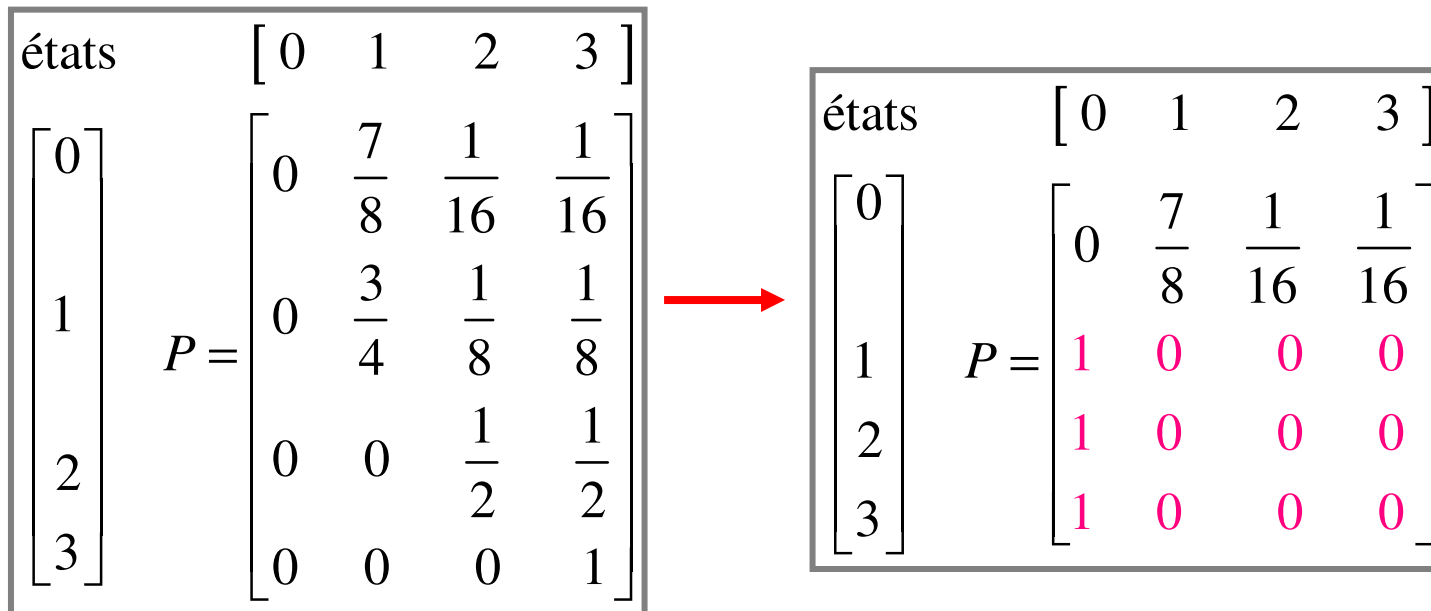 états [ 0 1 2 3 ]
[0 1 2 3] P = [
0 7/8 1/16 1/16
0 3/4 1/8 1/8
0 0 1/2 1/2
0 0 0 1 ]
états [ 0 1 2 3 ]
[0 1 2 3] P = [
0 7/8 1/16 1/16
1 0 0 0
1 0 0 0
1 0 0 0 ]